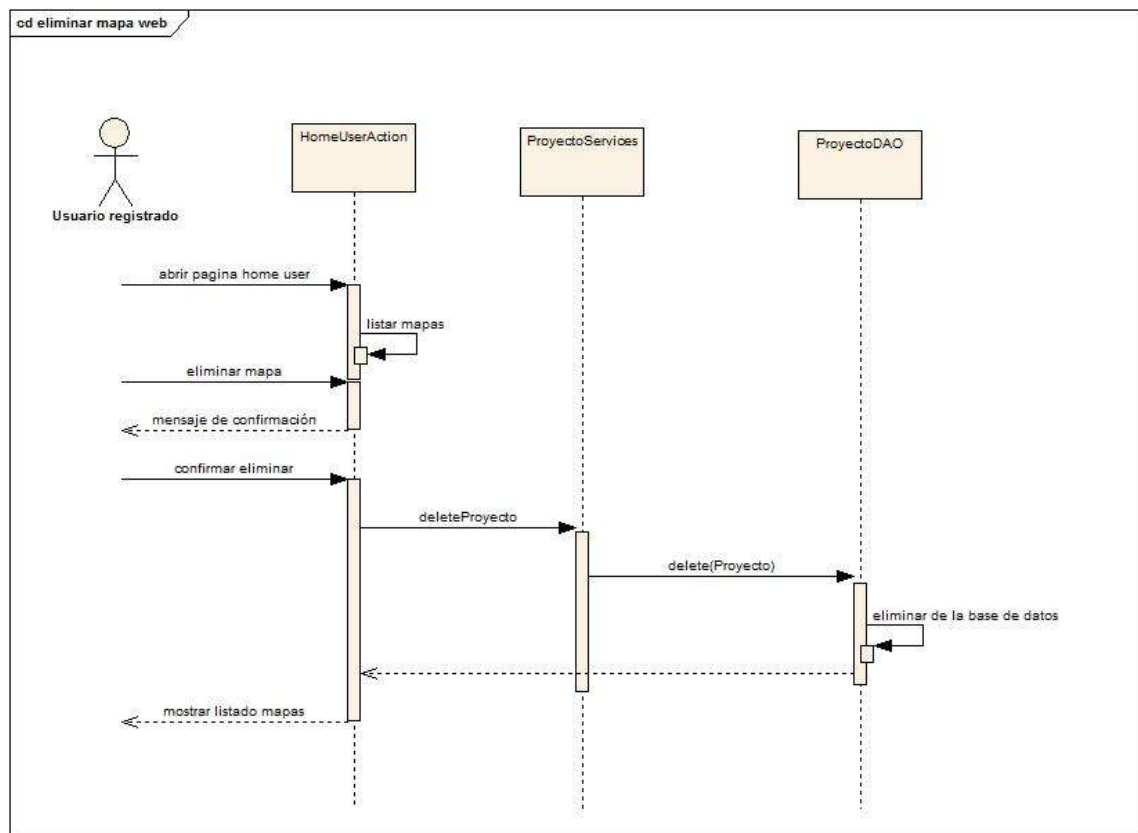 cd eliminar mapa web
HomeUserAction
ProyectoServices
ProyectoDAO
Usuario registrado
abrir pagina home user
listar mapas
eliminar mapa
mensaje de confirmación
confirmar eliminar
deleteProyecto
delete(Proyecto)
eliminar de la base de datos
mostrar listado mapas